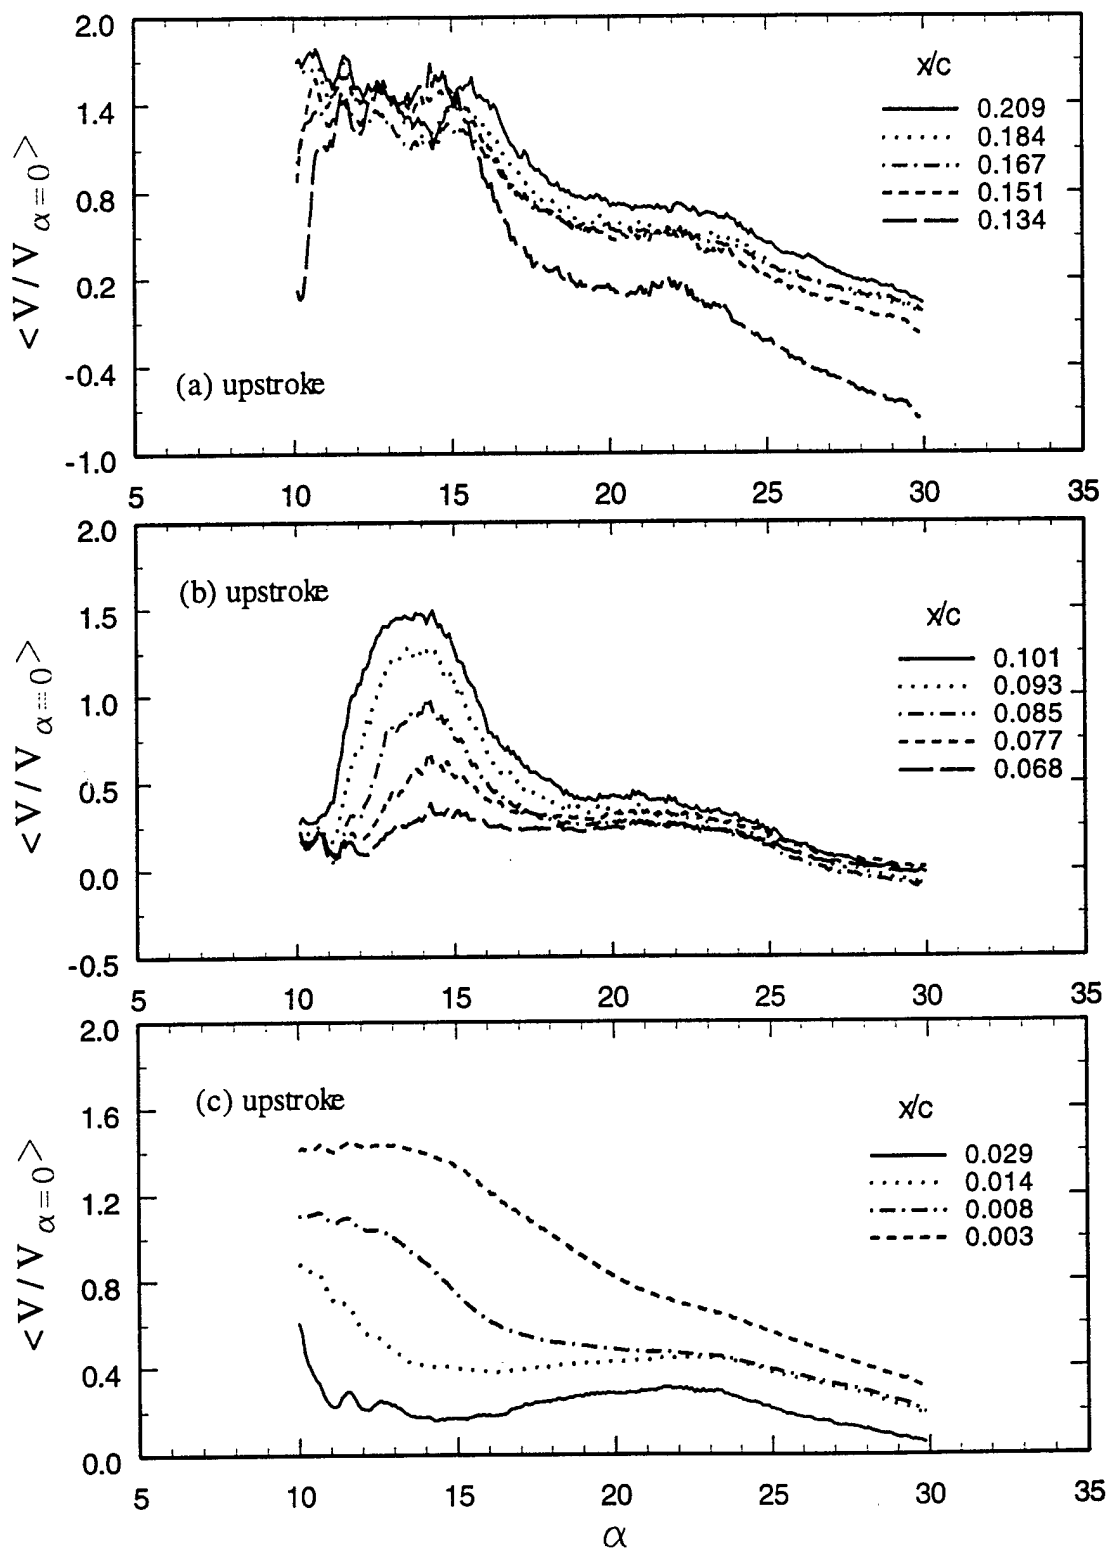 2.0
1.4
0.8
0.2
-0.4
-1.0
< V / V α=0 >
x/c
0.209
0.184
0.167
0.151
0.134
(a) upstroke
5 10 15 20 25 30 35
2.0
1.5
1.0
0.5
0.0
-0.5
< V / V α=0 >
(b) upstroke
x/c
0.101
0.093
0.085
0.077
0.068
5 10 15 20 25 30 35
2.0
1.6
1.2
0.8
0.4
0.0
< V / V α=0 >
(c) upstroke
x/c
0.029
0.014
0.008
0.003
5 10 15 20 25 30 35
α